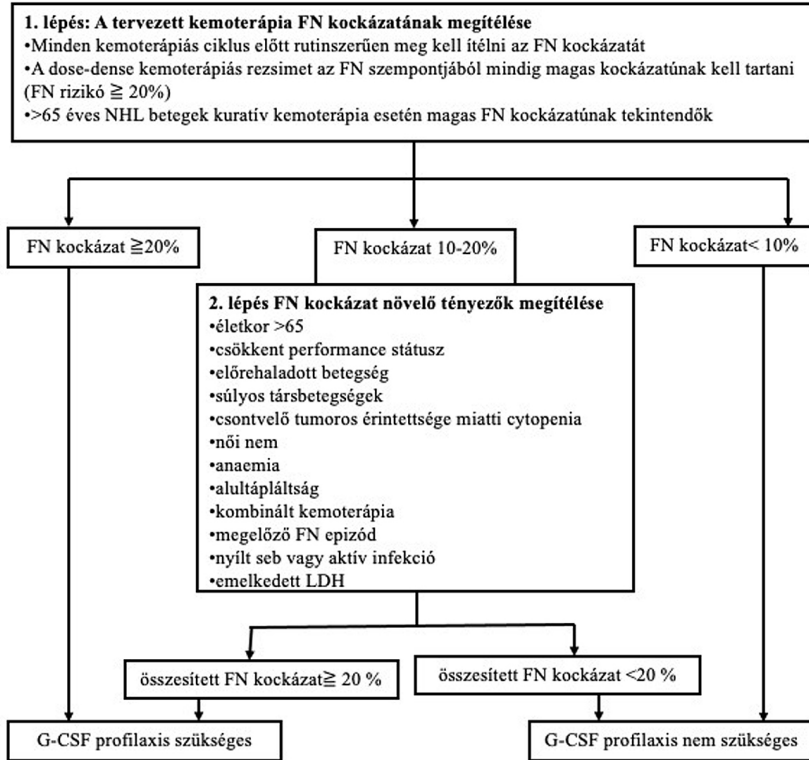 1. lépés: A tervezett kemoterápia FN kockázatának megítélése
•Minden kemoterápiás ciklus előtt rutinszerűen meg kell ítélni az FN kockázatát
•A dose-dense kemoterápiás rezsimet az FN szempontjából mindig magas kockázatúnak kell tartani
(FN rizikó ≧ 20%)
•>65 éves NHL betegek kuratív kemoterápia esetén magas FN kockázatúnak tekintendők
FN kockázat ≧20%
FN kockázat 10-20%
FN kockázat< 10%
2. lépés FN kockázat növelő tényezők megítélése
•életkor >65
•csökkent performance státusz
•előrehaladott betegség
•súlyos társbetegségek
•csontvelő tumoros érintettsége miatti cytopenia
•női nem
•anaemia
•alultápláltság
•kombinált kemoterápia
•megelőző FN epizód
•nyílt seb vagy aktív infekció
•emelkedett LDH
összesített FN kockázat≧ 20 %
összesített FN kockázat <20 %
G-CSF profilaxis szükséges
G-CSF profilaxis nem szükséges